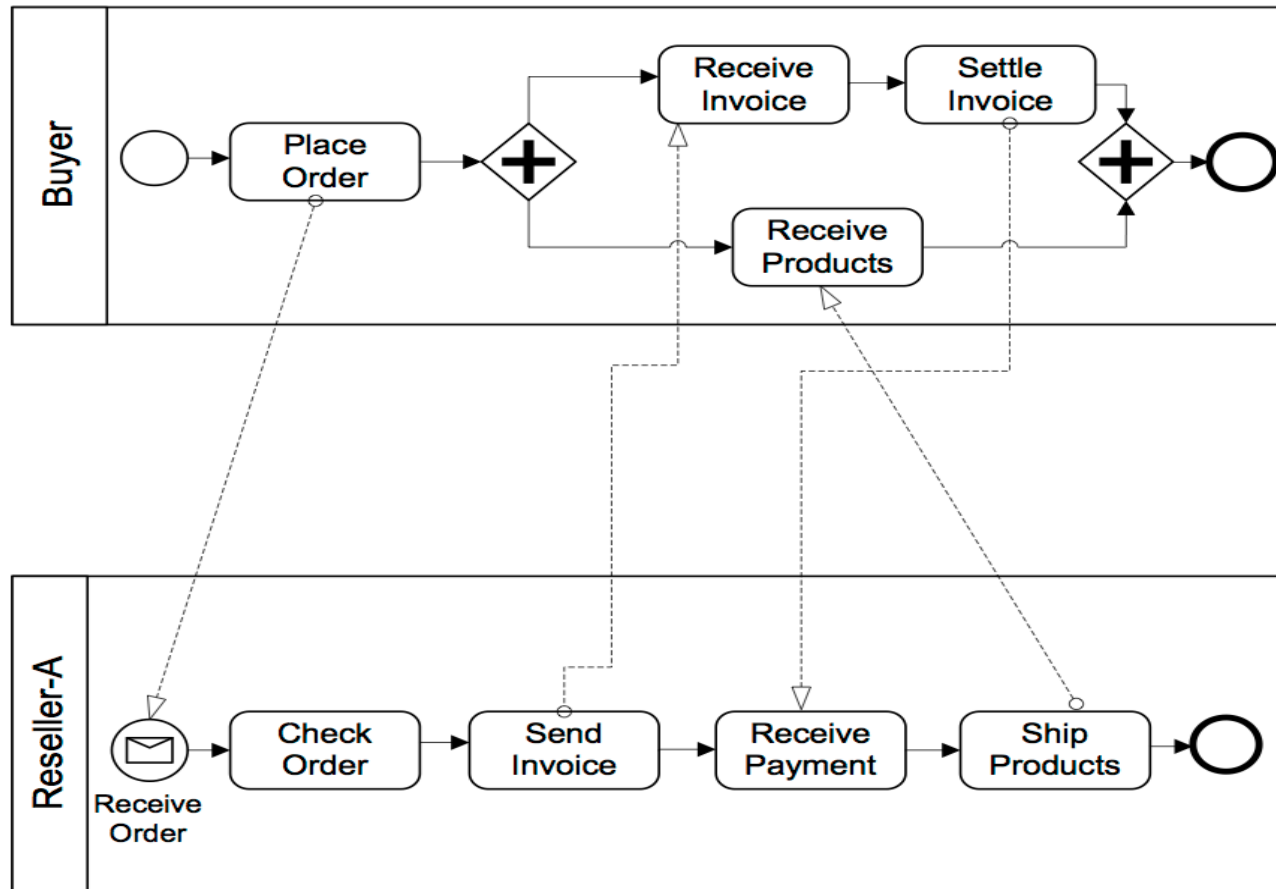 Buyer
Place
Order
Receive
Invoice
Settle
Invoice
Receive
Products
Reseller-A
Receive
Order
Check
Order
Send
Invoice
Receive
Payment
Ship
Products